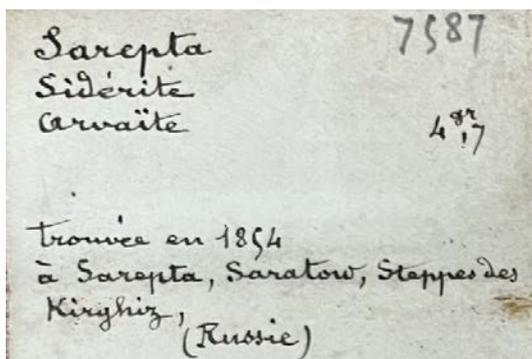 Sarepta 7587
Sidérite
Arvaïte 4gr,7
trouvée en 1854
à Sarepta, Saratow, Steppes des
Kirghiz,
(Russie)